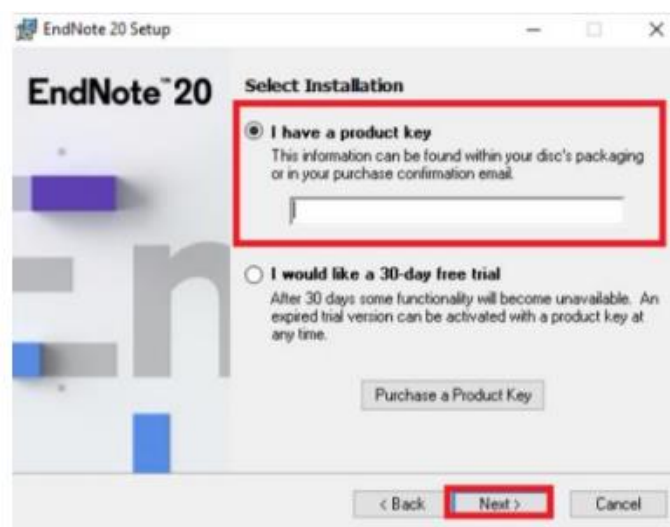 EndNote 20 Setup
EndNote™ 20
Select Installation
I have a product key
This information can be found within your disc's packaging
or in your purchase confirmation email.
I would like a 30-day free trial
After 30 days some functionality will become unavailable. An
expired trial version can be activated with a product key at
any time.
Purchase a Product Key
< Back
Next >
Cancel
En